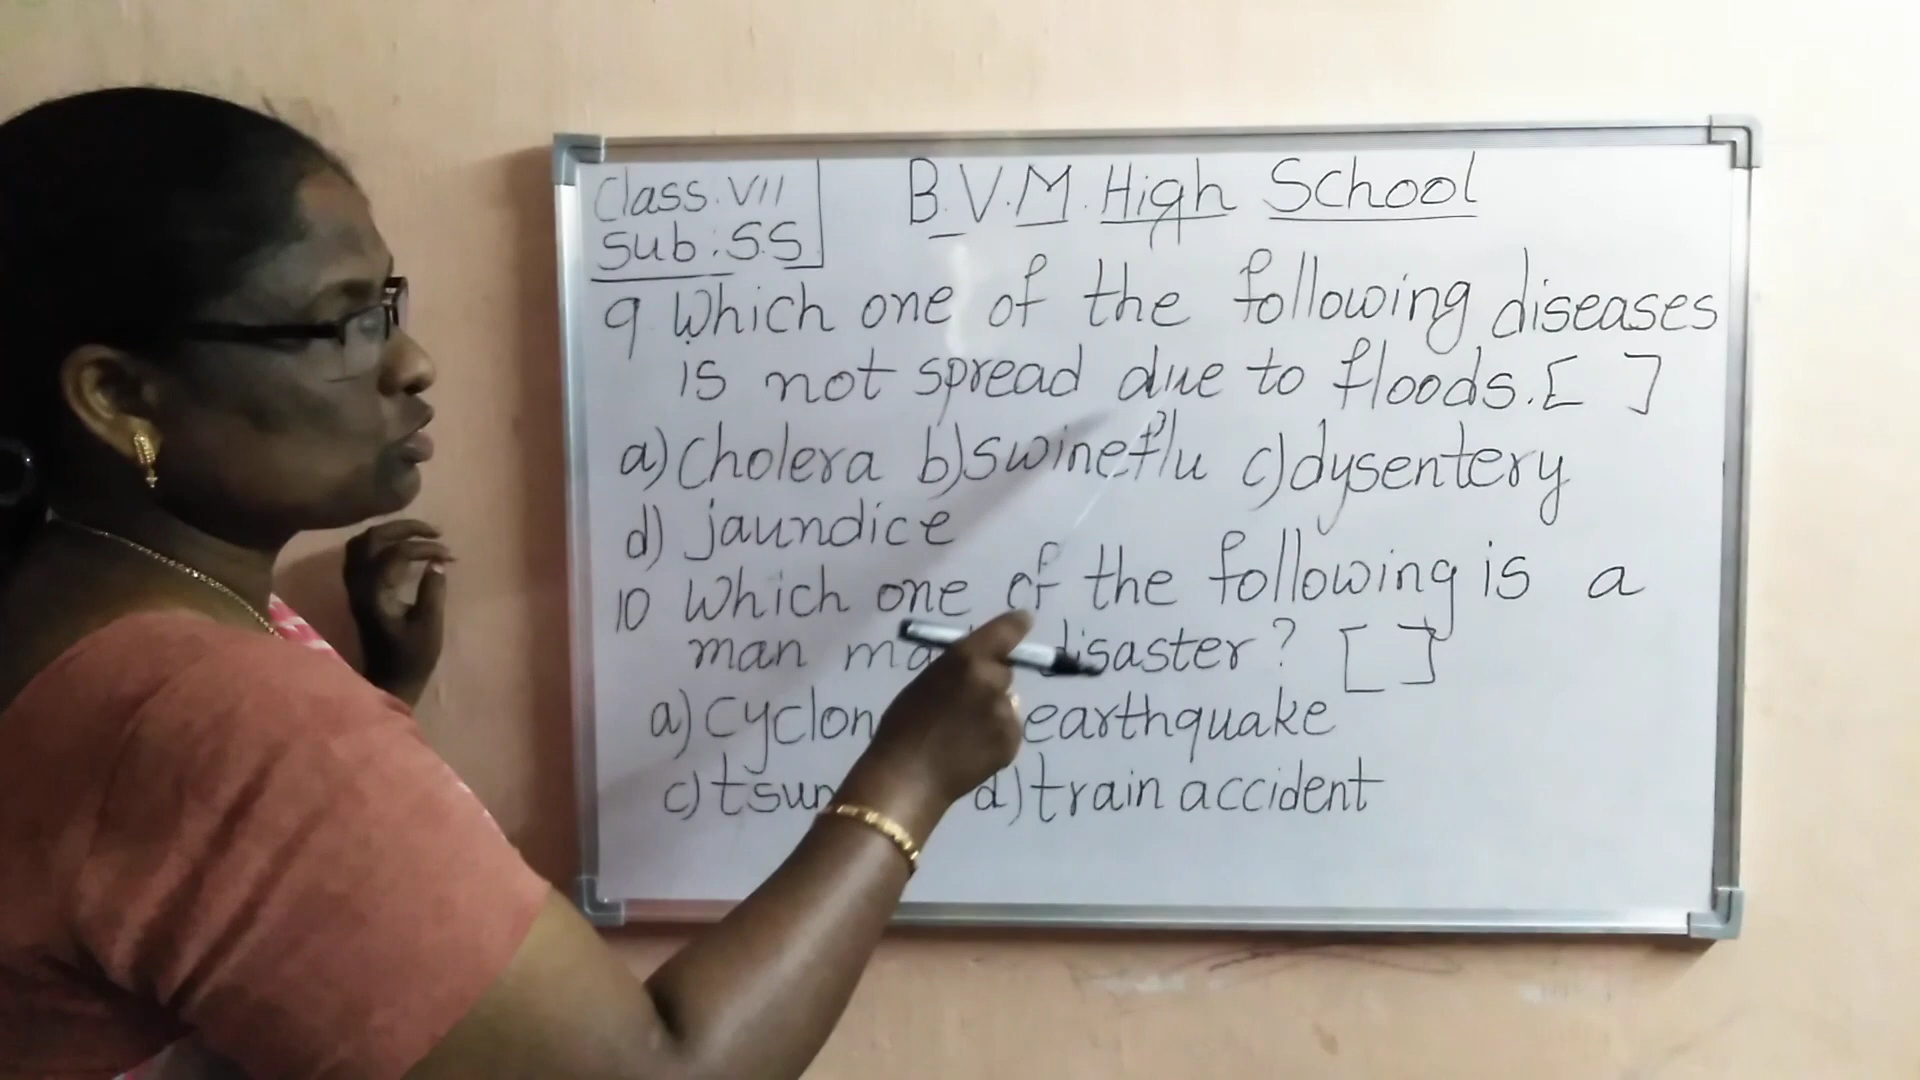 Class. VII
Sub: S.S
B.V.M. High School
9 Which one of the following diseases
is not spread due to floods. [ ]
a) Cholera b) swineflu c) dysentery
d) jaundice
10 Which one of the following is a
man disaster? [ ]
a) earthquake
c) d) train accident